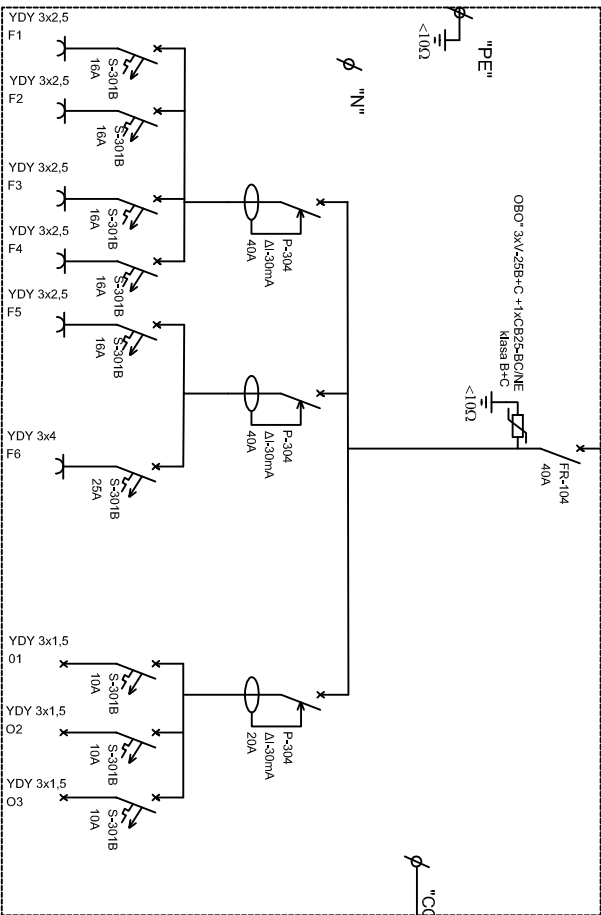 YDY 3x2,5
F1
S-301B
16A
YDY 3x2,5
F2
S-301B
16A
YDY 3x2,5
F3
S-301B
16A
YDY 3x2,5
F4
S-301B
16A
YDY 3x2,5
F5
S-301B
16A
YDY 3x4
F6
S-301B
25A
YDY 3x1,5
01
S-301B
10A
YDY 3x1,5
O2
S-301B
10A
YDY 3x1,5
O3
S-301B
10A
P-304
ΔI-30mA
40A
P-304
ΔI-30mA
40A
P-304
ΔI-30mA
20A
"N"
"PE"
<10Ω
OBO" 3xV-25B+C +1xCB25-BC/NE
klasa B+C
<10Ω
FR-104
40A